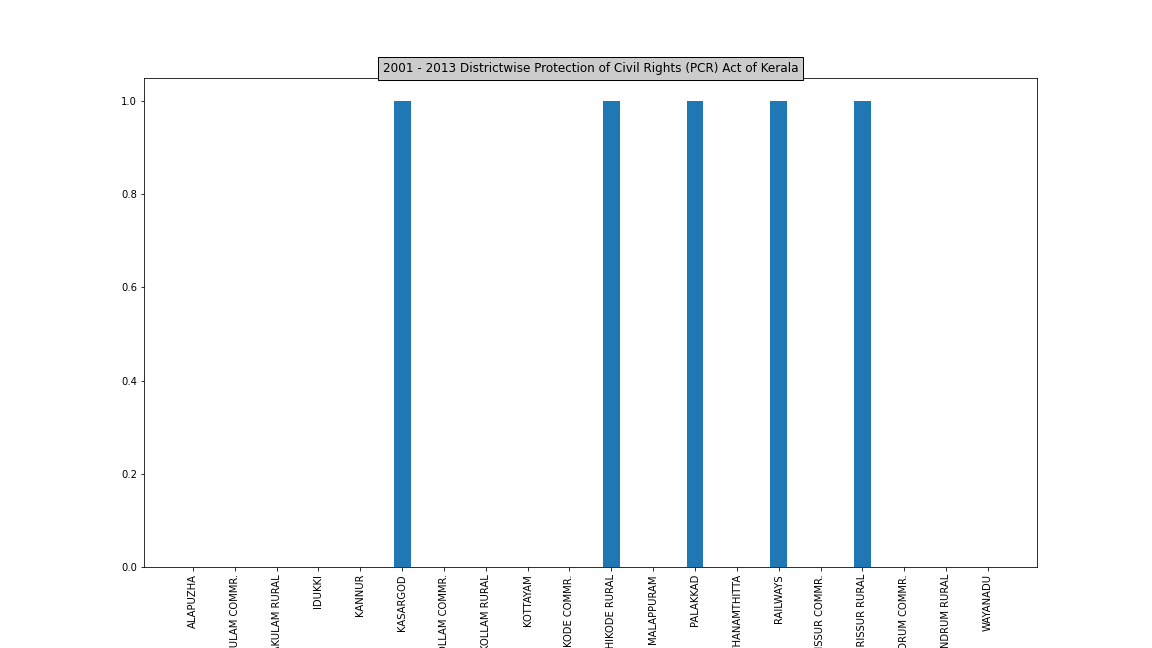 2001 - 2013 Districtwise Protection of Civil Rights (PCR) Act of Kerala
1.0
0.8
0.6
0.4
0.2
0.0
ALAPUZHA
ULAM COMMR.
AKULAM RURAL
IDUKKI
KANNUR
KASARGOD
OLLAM COMMR.
KOLLAM RURAL
KOTTAYAM
KODE COMMR.
HIKODE RURAL
MALAPPURAM
PALAKKAD
HANAMTHITTA
RAILWAYS
ISSUR COMMR.
RISSUR RURAL
DRUM COMMR.
NDRUM RURAL
WAYANADU